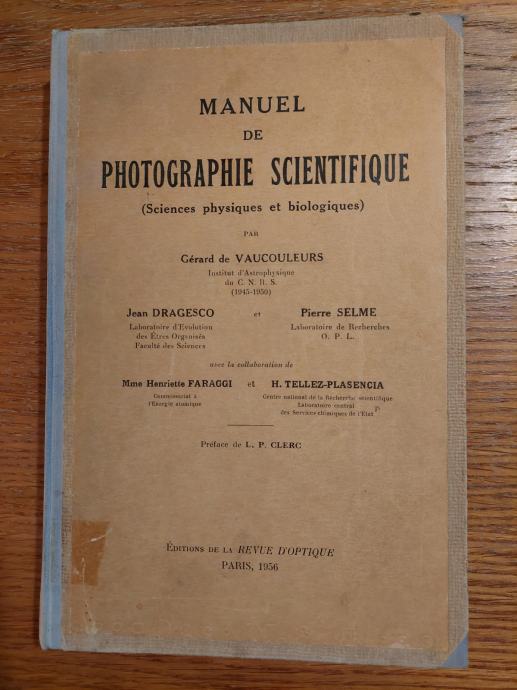 MANUEL
DE
PHOTOGRAPHIE SCIENTIFIQUE
(Sciences physiques et biologiques)
PAR
Gérard de VAUCOULEURS
Institut d'Astrophysique
du C. N. R. S.
(1945-1950)
Jean DRAGESCO et Pierre SELME
Laboratoire d'Evolution Laboratoire de Recherches
des Êtres Organisés O. P. L.
Faculté des Sciences
avec la collaboration de
Mme Henriette FARAGGI et H. TELLEZ-PLASENCIA
Commissariat à Centre national de la Recherche scientifique
l'Energie atomique Laboratoire central
des Services chimiques de l'Etat
Préface de L. P. CLERC
ÉDITIONS DE LA REVUE D'OPTIQUE
PARIS, 1956